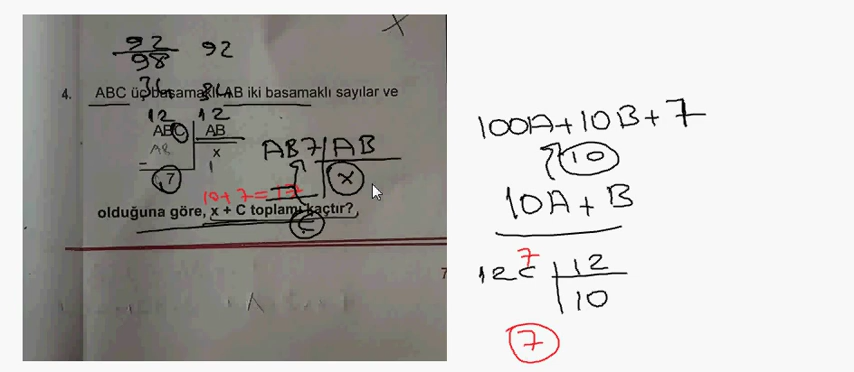 92
98 92
4. ABC üç basamaklı AB iki basamaklı sayılar ve
12 12
ABC AB
x
7
AB7 AB
x
10+7=17
olduğuna göre, x + C toplamı kaçtır?
7
100A+10B+7
10
10A+B
7
12C 12
10
7